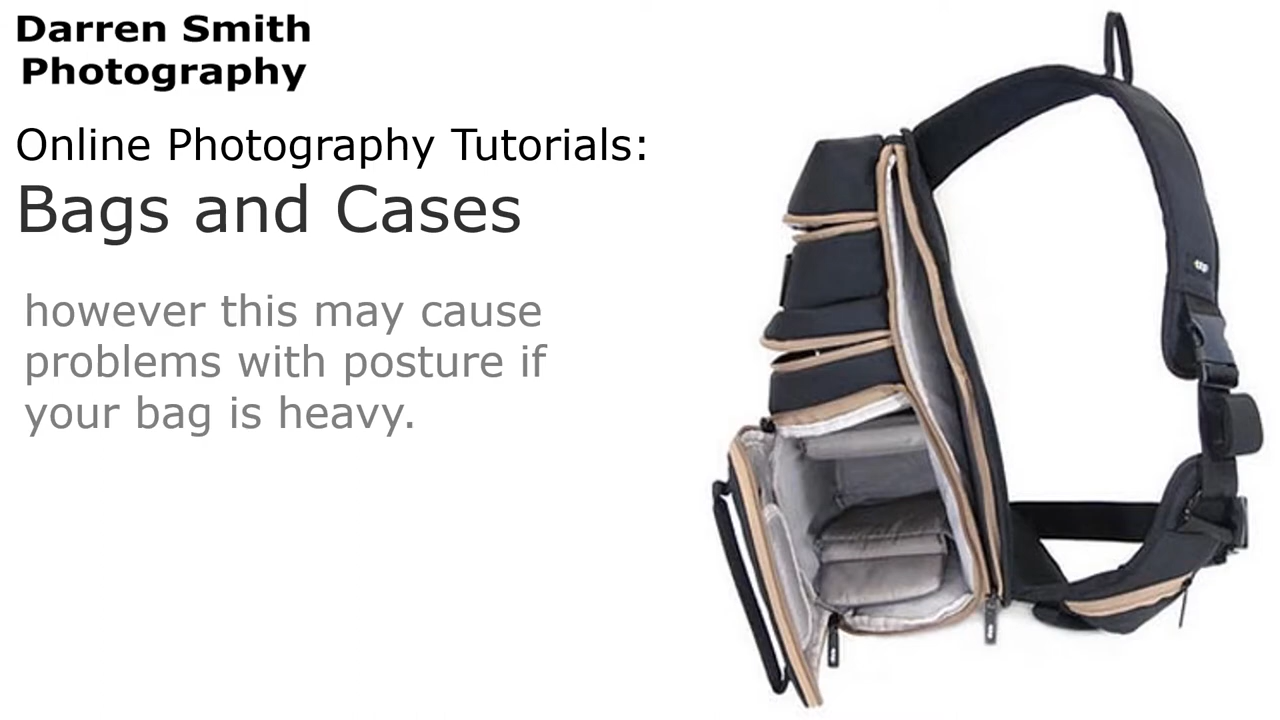 Darren Smith
Photography
Online Photography Tutorials:
Bags and Cases
however this may cause
problems with posture if
your bag is heavy.